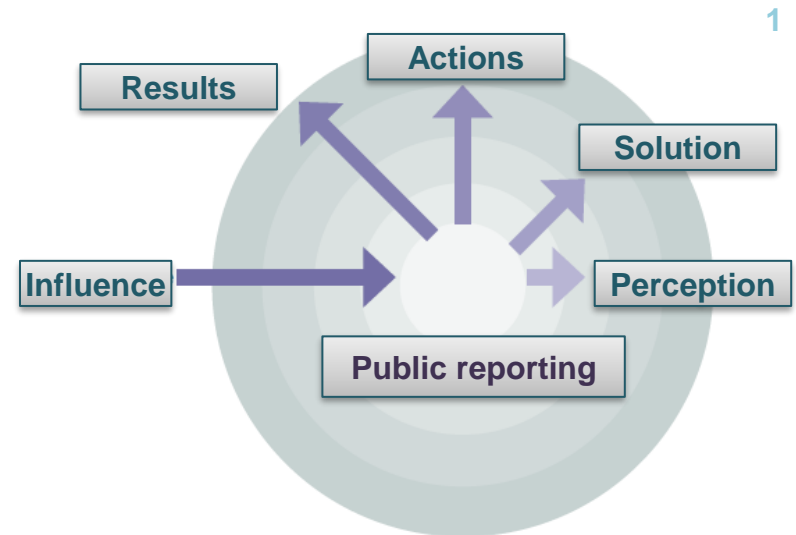 1
Actions
Results
Solution
Influence
Perception
Public reporting